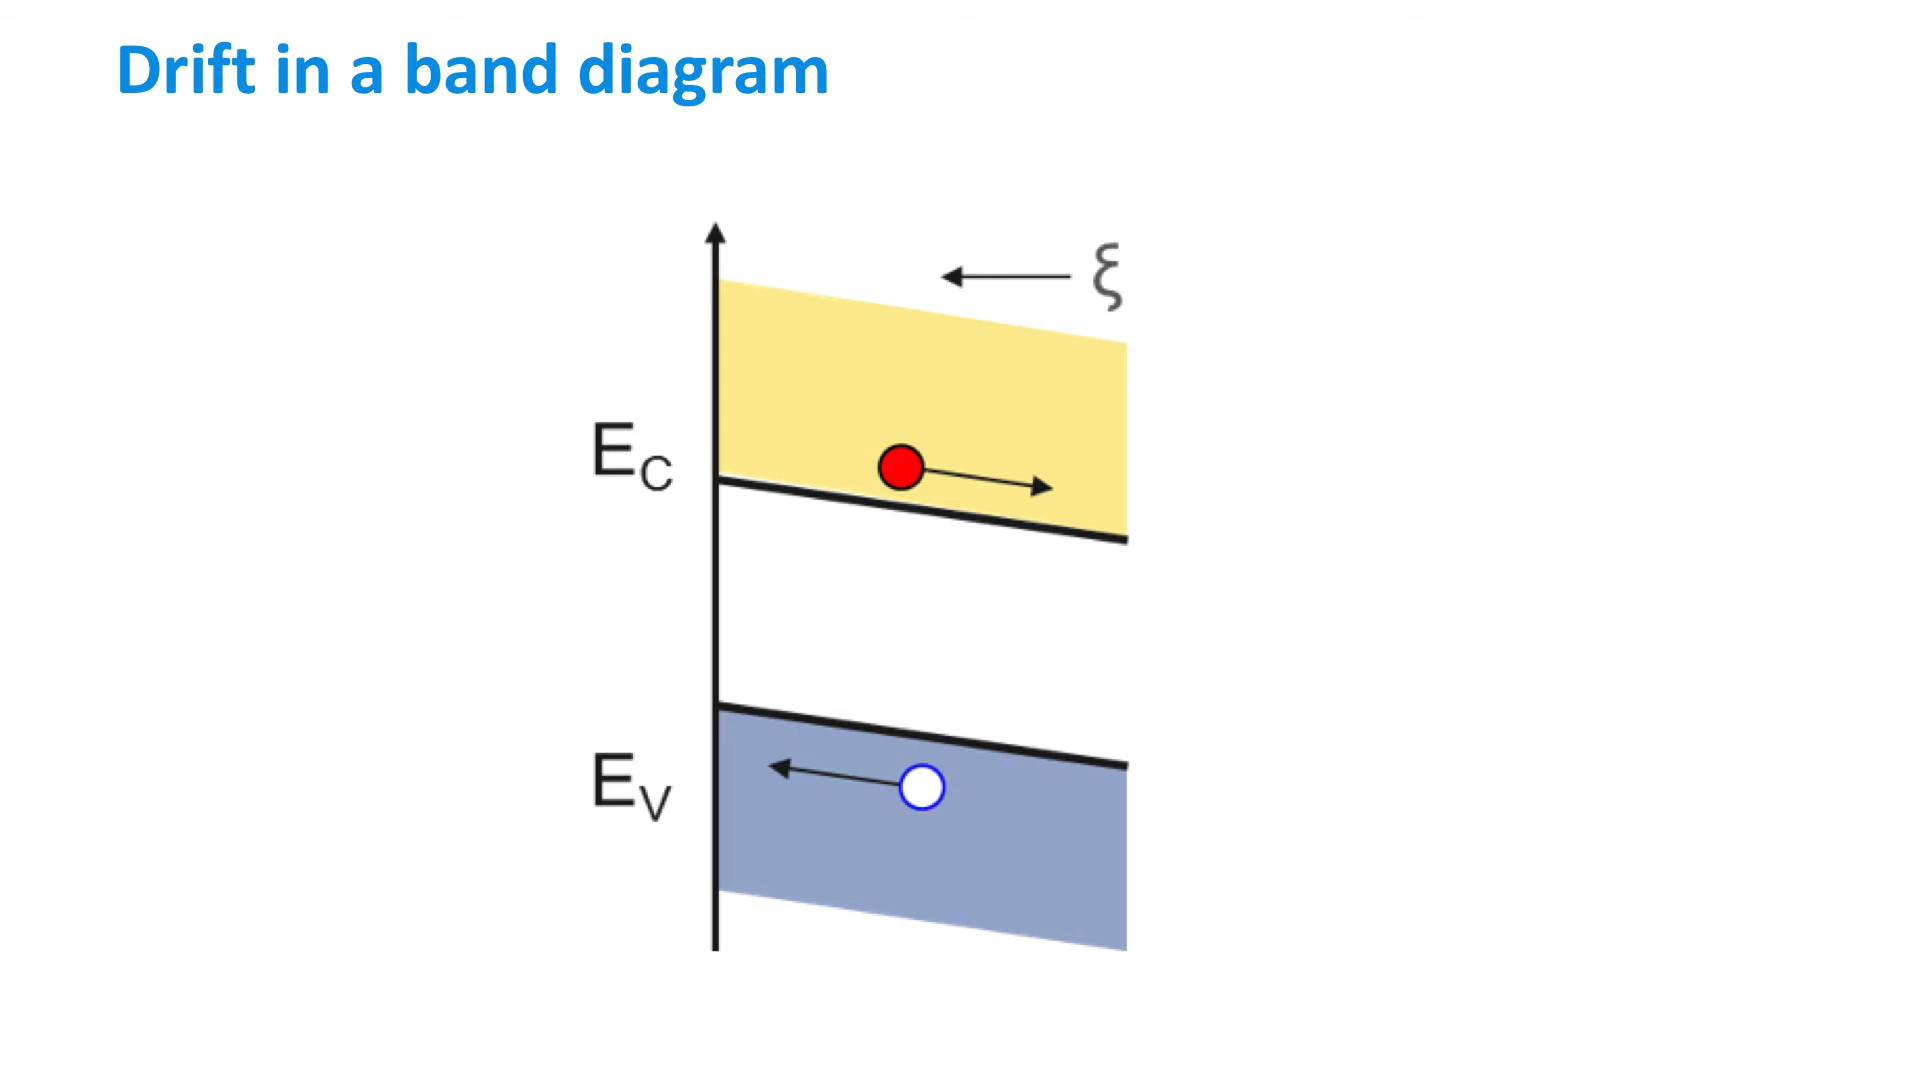 Drift in a band diagram
ξ
E_C
E_V